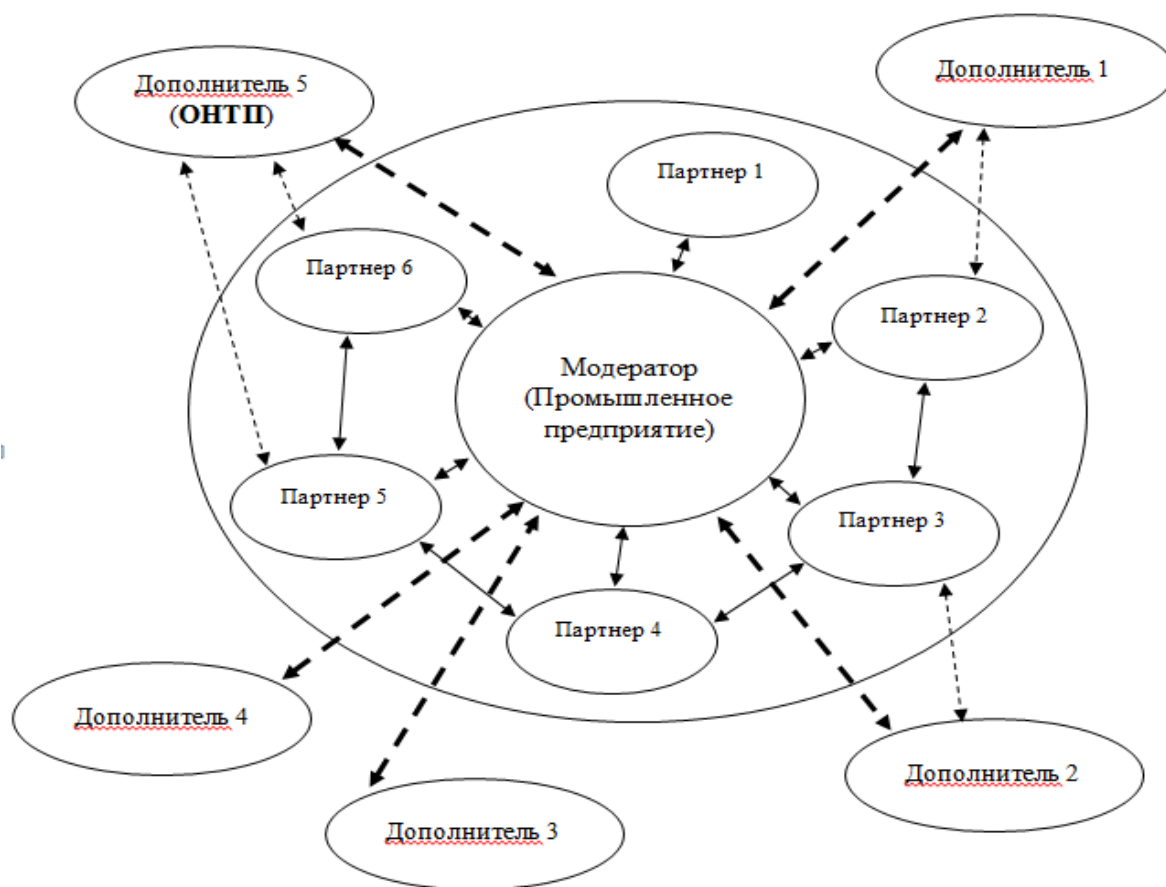 Дополнитель 1
Дополнитель 5
(ОНТП)
Партнер 1
Партнер 6
Партнер 2
Модератор
(Промышленное
предприятие)
Партнер 5
Партнер 3
Партнер 4
Дополнитель 4
Дополнитель 2
Дополнитель 3